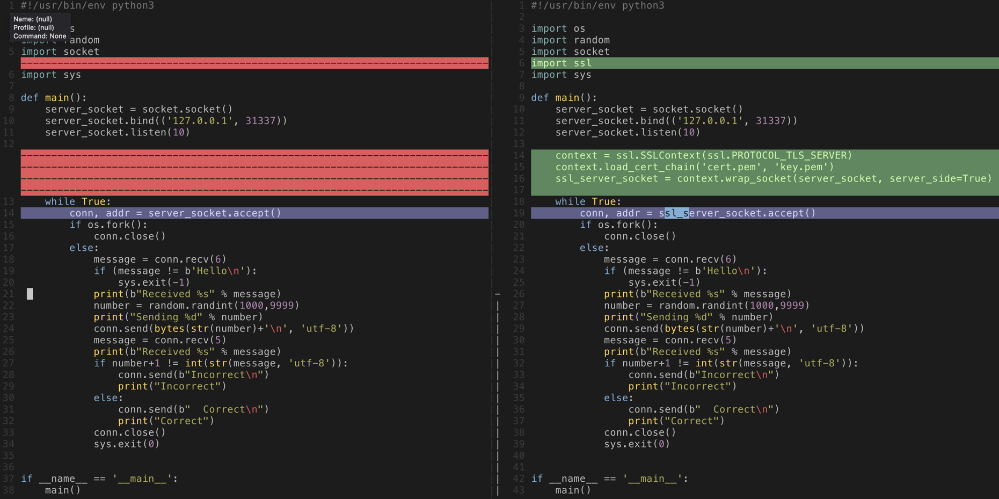 1 #!/usr/bin/env python3
Name: (null)
Profile: (null)
Command: None
s
random
5 import socket
6 import sys
7
8 def main():
9     server_socket = socket.socket()
10     server_socket.bind(('127.0.0.1', 31337))
11     server_socket.listen(10)
12
13     while True:
14         conn, addr = server_socket.accept()
15         if os.fork():
16             conn.close()
17         else:
18             message = conn.recv(6)
19             if (message != b'Hello\n'):
20                 sys.exit(-1)
21             print(b"Received %s" % message)
22             number = random.randint(1000,9999)
23             print("Sending %d" % number)
24             conn.send(bytes(str(number)+'\n', 'utf-8'))
25             message = conn.recv(5)
26             print(b"Received %s" % message)
27             if number+1 != int(str(message, 'utf-8')):
28                 conn.send(b"Incorrect\n")
29                 print("Incorrect")
30             else:
31                 conn.send(b"  Correct\n")
32                 print("Correct")
33             conn.close()
34             sys.exit(0)
35
36
37 if __name__ == '__main__':
38     main()
1 #!/usr/bin/env python3
2
3 import os
4 import random
5 import socket
6 import ssl
7 import sys
8
9 def main():
10     server_socket = socket.socket()
11     server_socket.bind(('127.0.0.1', 31337))
12     server_socket.listen(10)
13
14     context = ssl.SSLContext(ssl.PROTOCOL_TLS_SERVER)
15     context.load_cert_chain('cert.pem', 'key.pem')
16     ssl_server_socket = context.wrap_socket(server_socket, server_side=True)
17
18     while True:
19         conn, addr = ssl_server_socket.accept()
20         if os.fork():
21             conn.close()
22         else:
23             message = conn.recv(6)
24             if (message != b'Hello\n'):
25                 sys.exit(-1)
26             print(b"Received %s" % message)
27             number = random.randint(1000,9999)
28             print("Sending %d" % number)
29             conn.send(bytes(str(number)+'\n', 'utf-8'))
30             message = conn.recv(5)
31             print(b"Received %s" % message)
32             if number+1 != int(str(message, 'utf-8')):
33                 conn.send(b"Incorrect\n")
34                 print("Incorrect")
35             else:
36                 conn.send(b"  Correct\n")
37                 print("Correct")
38             conn.close()
39             sys.exit(0)
40
41
42 if __name__ == '__main__':
43     main()